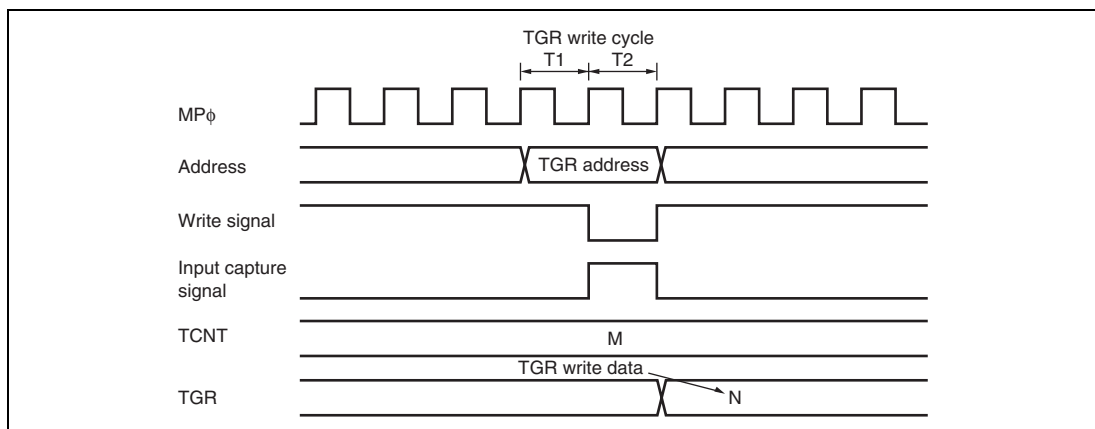 TGR write cycle
T1 T2
MPϕ
Address
TGR address
Write signal
Input capture
signal
TCNT
M
TGR write data
TGR
N